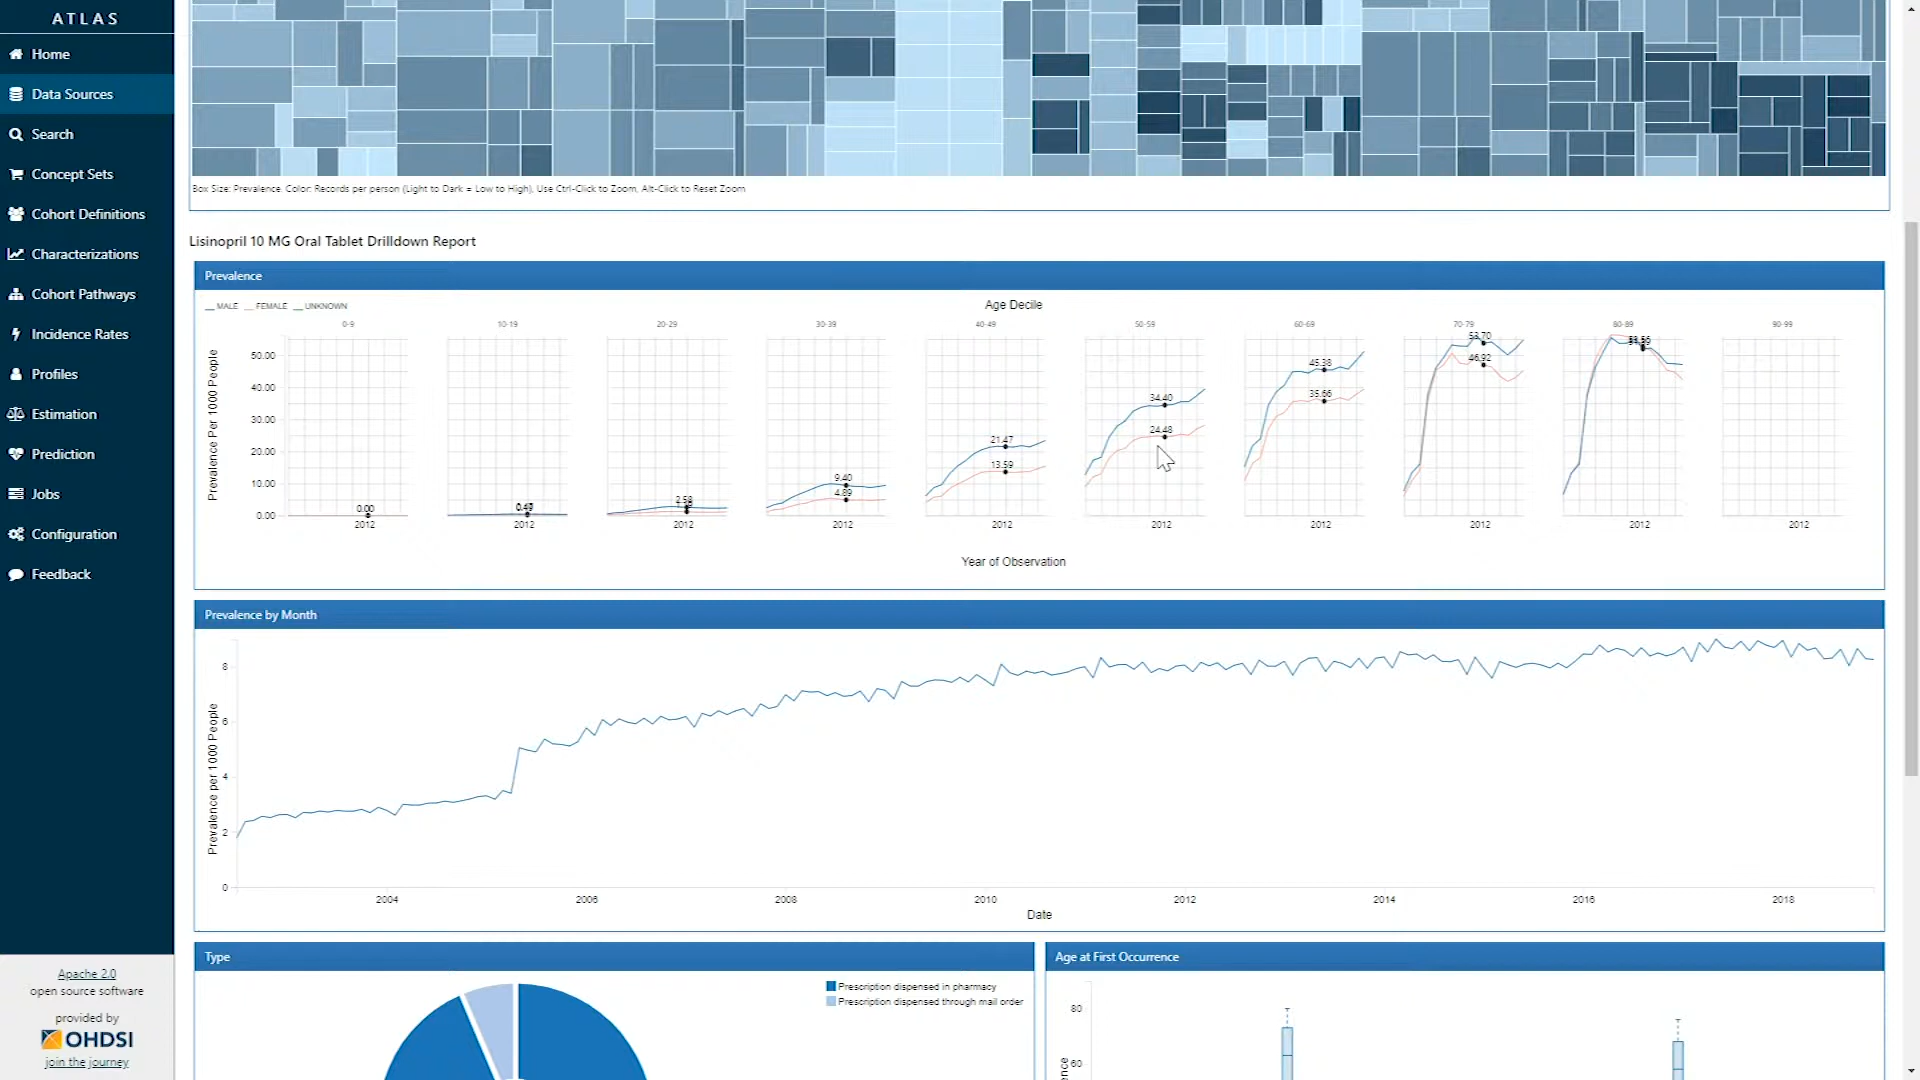 ATLAS
Home
Data Sources
Search
Concept Sets
Cohort Definitions
Characterizations
Cohort Pathways
Incidence Rates
Profiles
Estimation
Prediction
Jobs
Configuration
Feedback
Apache 2.0
open source software
provided by
OHDSI
join the journey
Box Size: Prevalence. Color: Records per person (Light to Dark = Low to High), Use Ctrl-Click to Zoom, Alt-Click to Reset Zoom
Lisinopril 10 MG Oral Tablet Drilldown Report
Prevalence
MALE FEMALE UNKNOWN
Age Decile
0-9 10-19 20-29 30-39 40-49 50-59 60-69 70-79 80-89 90-99
Prevalence Per 1000 People
50.00
40.00
30.00
20.00
10.00
0.00
0.00
2.58
9.40
4.89
21.47
13.59
34.40
24.48
45.38
35.66
53.70
46.92
2012 2012 2012 2012 2012 2012 2012 2012 2012 2012
Year of Observation
Prevalence by Month
Prevalence per 1000 People
8
6
4
2
0
2004 2006 2008 2010 2012 2014 2016 2018
Date
Type
Prescription dispensed in pharmacy
Prescription dispensed through mail order
Age at First Occurrence
80
60